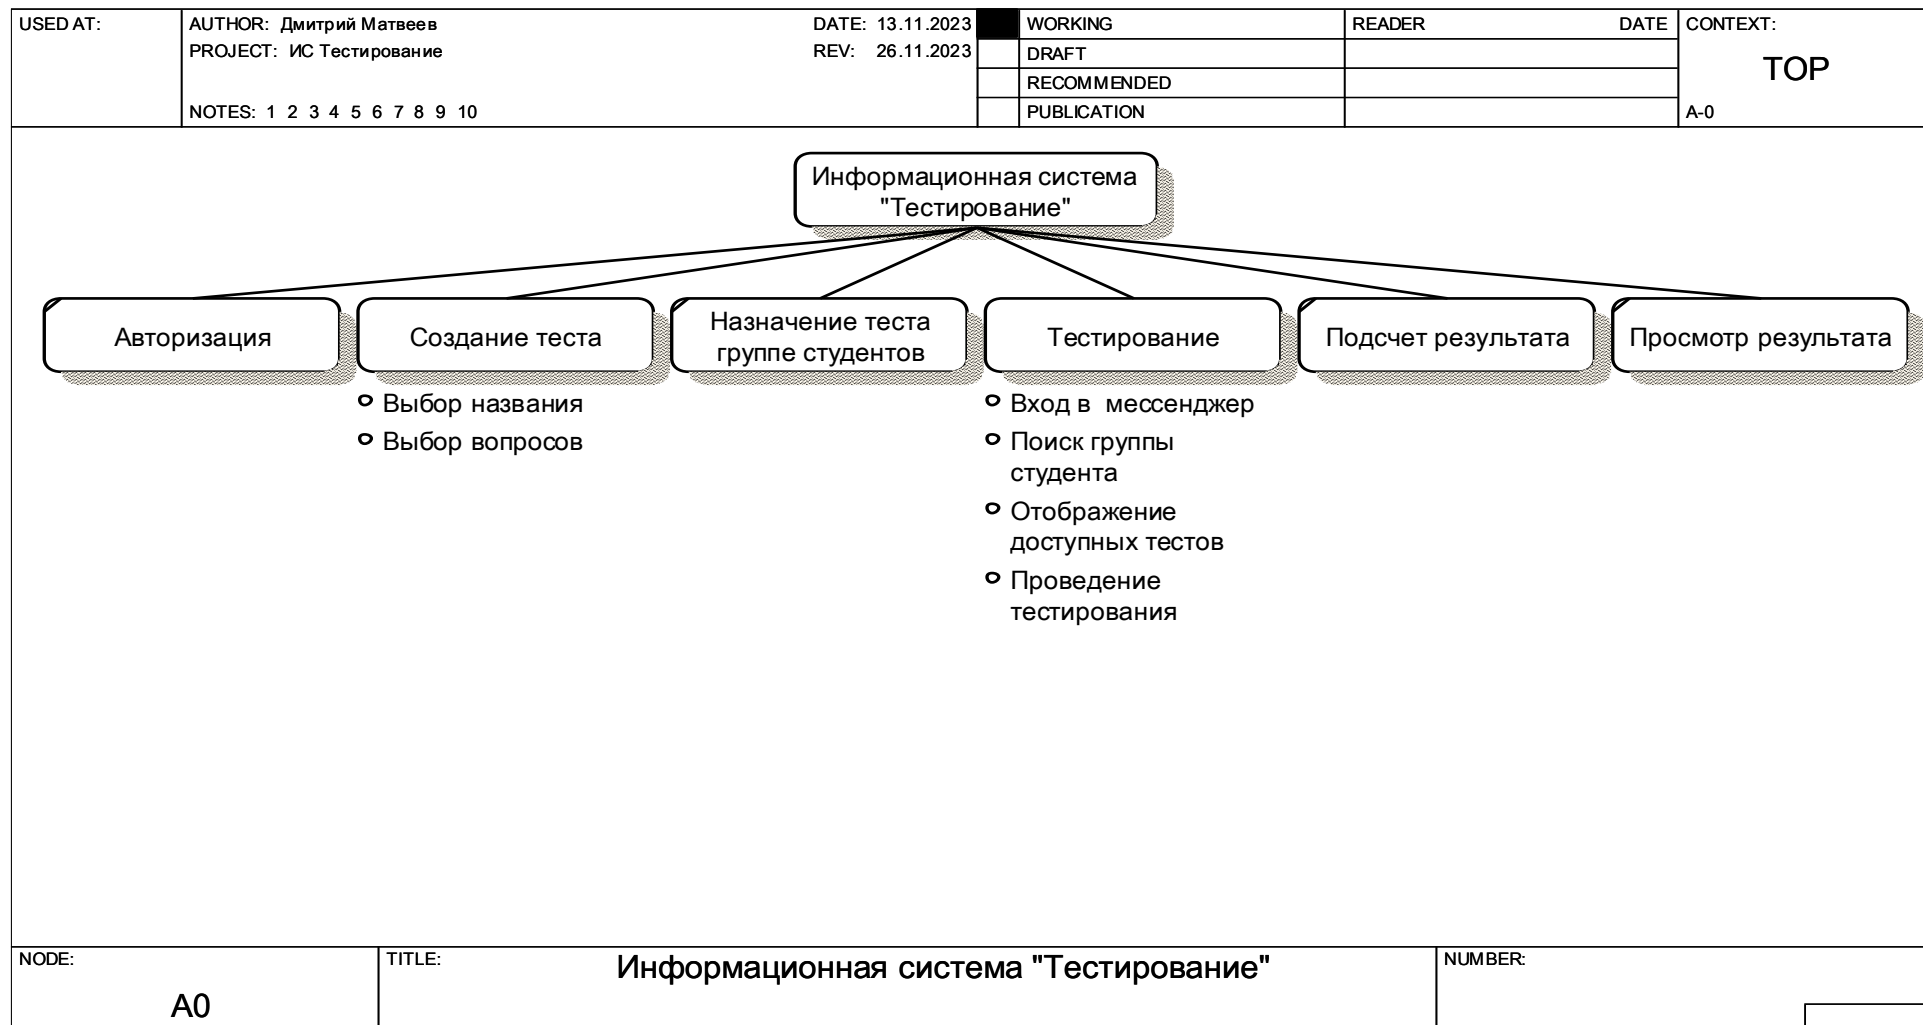 USED AT:
AUTHOR: Дмитрий Матвеев
DATE: 13.11.2023
PROJECT: ИС Тестирование
REV: 26.11.2023
NOTES: 1 2 3 4 5 6 7 8 9 10
WORKING
DRAFT
RECOMMENDED
PUBLICATION
READER
DATE
CONTEXT:
TOP
A-0
Информационная система
"Тестирование"
Авторизация
Создание теста
Назначение теста
группе студентов
Тестирование
Подсчет результата
Просмотр результата
Выбор названия
Выбор вопросов
Вход в мессенджер
Поиск группы
студента
Отображение
доступных тестов
Проведение
тестирования
NODE:
A0
TITLE:
Информационная система "Тестирование"
NUMBER: